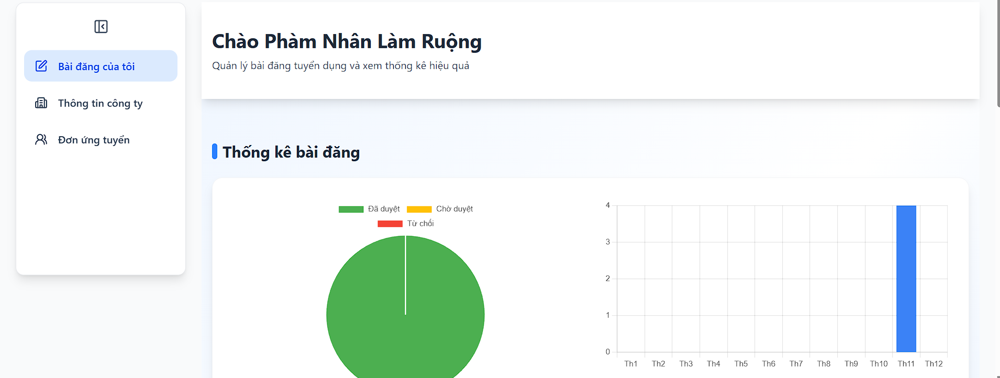 Bài đăng của tôi
Thông tin công ty
Đơn ứng tuyển
Chào Phàm Nhân Làm Ruộng
Quản lý bài đăng tuyển dụng và xem thống kê hiệu quả
Thống kê bài đăng
Đã duyệt Chờ duyệt
Từ chối
4
3
2
1
0
Th1 Th2 Th3 Th4 Th5 Th6 Th7 Th8 Th9 Th10 Th11 Th12